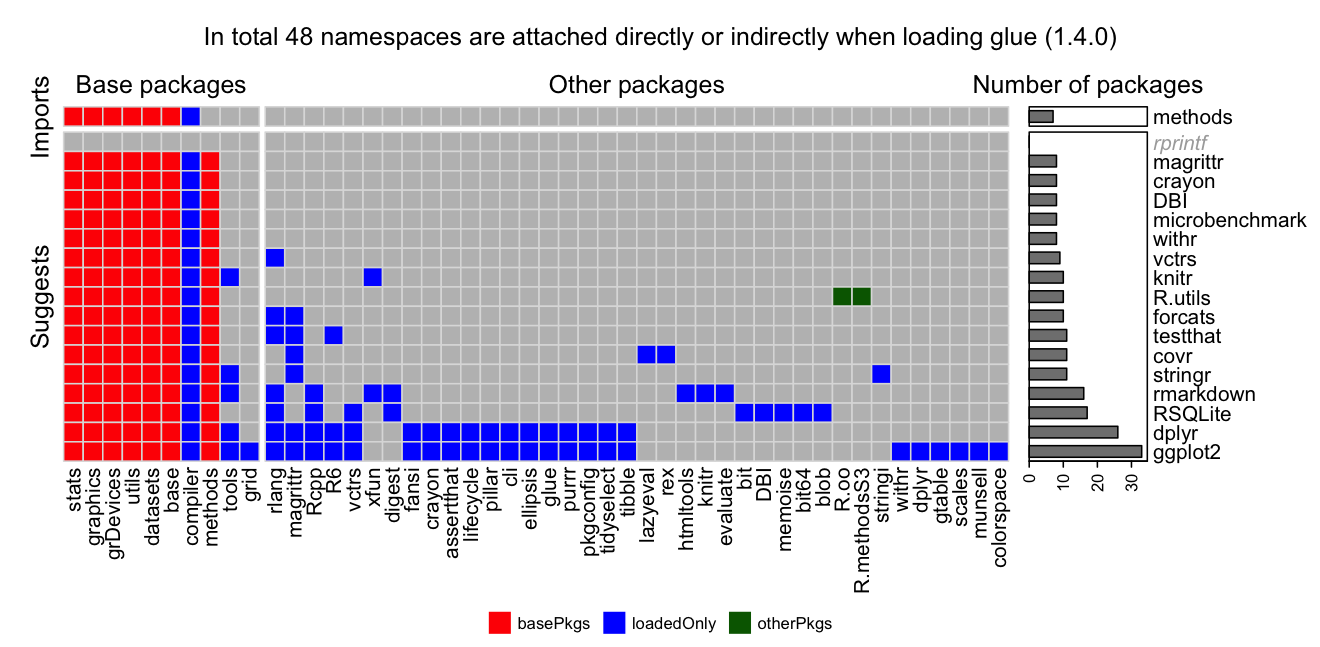 In total 48 namespaces are attached directly or indirectly when loading glue (1.4.0)
Base packages
Other packages
Number of packages
Imports
Suggests
methods
rprintf
magrittr
crayon
DBI
microbenchmark
withr
vctrs
knitr
R.utils
forcats
testthat
covr
stringr
rmarkdown
RSQLite
dplyr
ggplot2
0
10
20
30
stats
graphics
grDevices
utils
datasets
base
compiler
methods
tools
grid
rlang
magrittr
Rcpp
R6
vctrs
xfun
digest
fansi
crayon
assertthat
lifecycle
pillar
cli
ellipsis
glue
purrr
pkgconfig
tidyselect
tibble
lazyeval
rex
htmltools
knitr
evaluate
bit
DBI
memoise
bit64
blob
R.oo
R.methodsS3
stringi
withr
dplyr
gtable
scales
munsell
colorspace
basePkgs
loadedOnly
otherPkgs